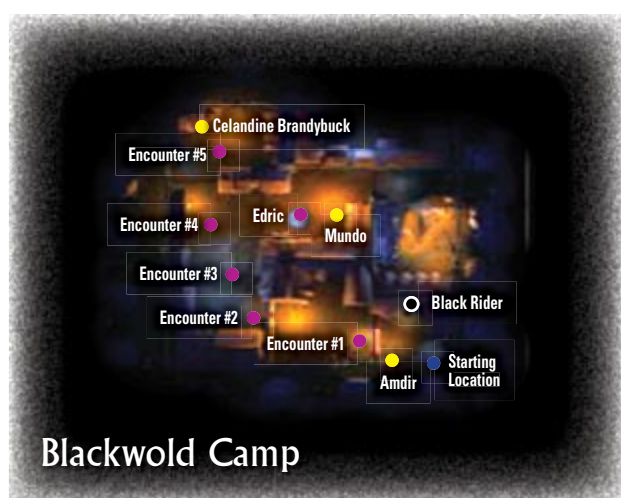 Celandine Brandybuck
Encounter #5
Edric
Encounter #4
Mundo
Encounter #3
Black Rider
Encounter #2
Encounter #1
Starting
Location
Amdir
Blackwold Camp